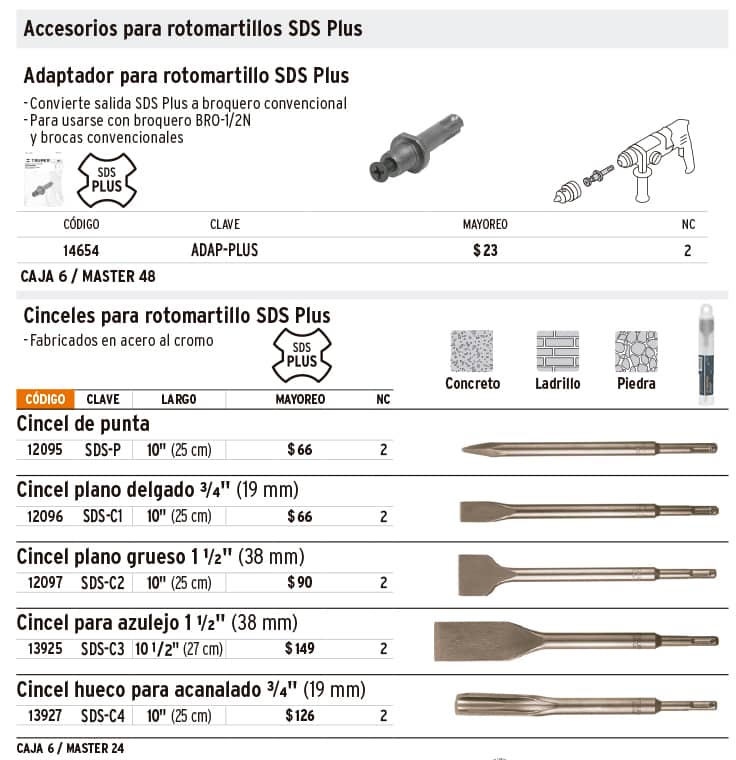 Accesorios para rotomartillos SDS Plus
Adaptador para rotomartillo SDS Plus
-Convierte salida SDS Plus a broquero convencional
-Para usarse con broquero BRO-1/2N
y brocas convencionales
TRUPER
SDS
PLUS
CÓDIGO CLAVE MAYOREO NC
14654 ADAP-PLUS $23 2
CAJA 6 / MASTER 48
Cinceles para rotomartillo SDS Plus
-Fabricados en acero al cromo
SDS
PLUS
Concreto Ladrillo Piedra
CÓDIGO CLAVE LARGO MAYOREO NC
Cincel de punta
12095 SDS-P 10" (25 cm) $66 2
Cincel plano delgado 3/4" (19 mm)
12096 SDS-C1 10" (25 cm) $66 2
Cincel plano grueso 1 1/2" (38 mm)
12097 SDS-C2 10" (25 cm) $90 2
Cincel para azulejo 1 1/2" (38 mm)
13925 SDS-C3 10 1/2" (27 cm) $149 2
Cincel hueco para acanalado 3/4" (19 mm)
13927 SDS-C4 10" (25 cm) $126 2
CAJA 6 / MASTER 24